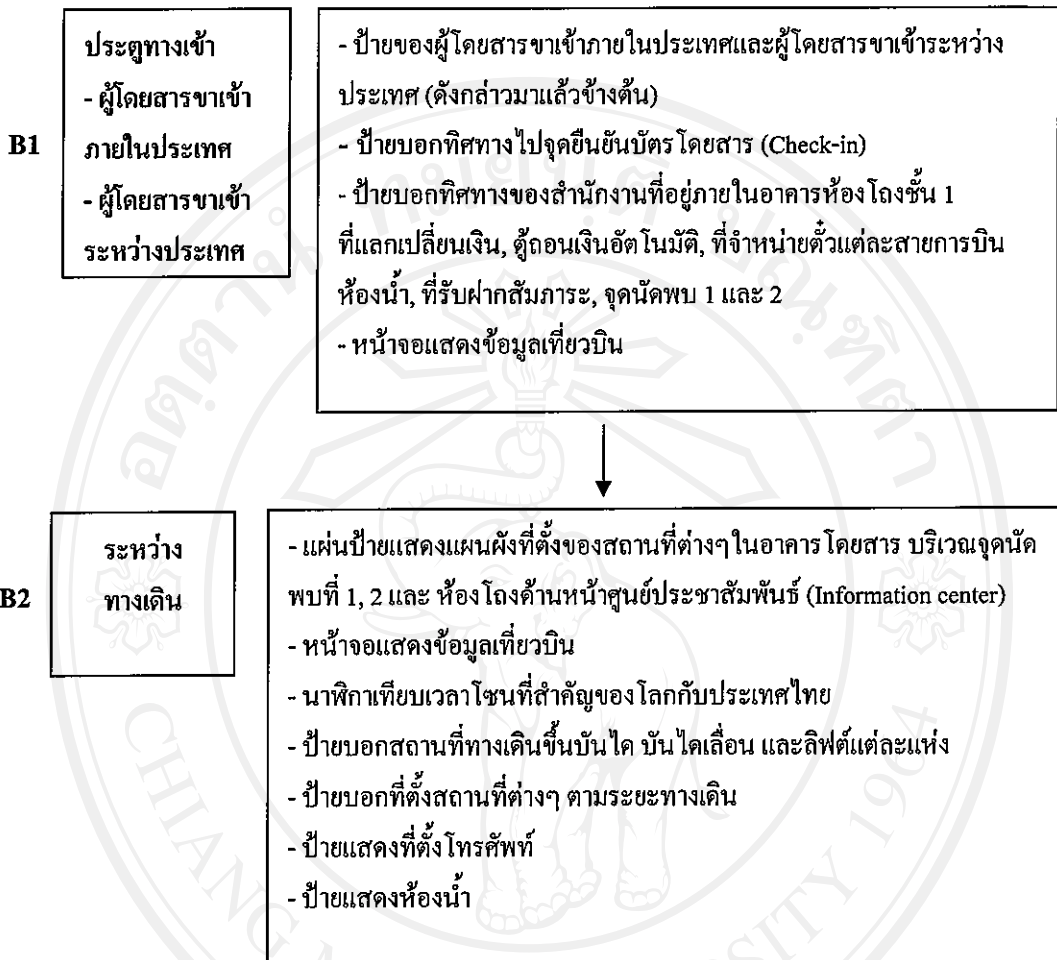 B1
ประตูทางเข้า
- ผู้โดยสารขาเข้า
ภายในประเทศ
- ผู้โดยสารขาเข้า
ระหว่างประเทศ
- ป้ายของผู้โดยสารขาเข้าภายในประเทศและผู้โดยสารขาเข้าระหว่าง
ประเทศ (ดังกล่าวมาแล้วข้างต้น)
- ป้ายบอกทิศทางไปจุดยืนยันบัตรโดยสาร (Check-in)
- ป้ายบอกทิศทางของสำนักงานที่อยู่ภายในอาคารห้องโถงชั้น 1
ที่แลกเปลี่ยนเงิน, ตู้ถอนเงินอัตโนมัติ, ที่จำหน่ายตั๋วแต่ละสายการบิน
ห้องน้ำ, ที่รับฝากสัมภาระ, จุดนัดพบ 1 และ 2
- หน้าจอแสดงข้อมูลเที่ยวบิน
B2
ระหว่าง
ทางเดิน
- แผ่นป้ายแสดงแผนผังที่ตั้งของสถานที่ต่างๆในอาคารโดยสาร บริเวณจุดนัด
พบที่ 1, 2 และ ห้องโถงด้านหน้าศูนย์ประชาสัมพันธ์ (Information center)
- หน้าจอแสดงข้อมูลเที่ยวบิน
- นาฬิกาเทียบเวลาโซนที่สำคัญของโลกกับประเทศไทย
- ป้ายบอกสถานที่ทางเดินขึ้นบันได บันไดเลื่อน และลิฟต์แต่ละแห่ง
- ป้ายบอกที่ตั้งสถานที่ต่างๆ ตามระยะทางเดิน
- ป้ายแสดงที่ตั้งโทรศัพท์
- ป้ายแสดงห้องน้ำ